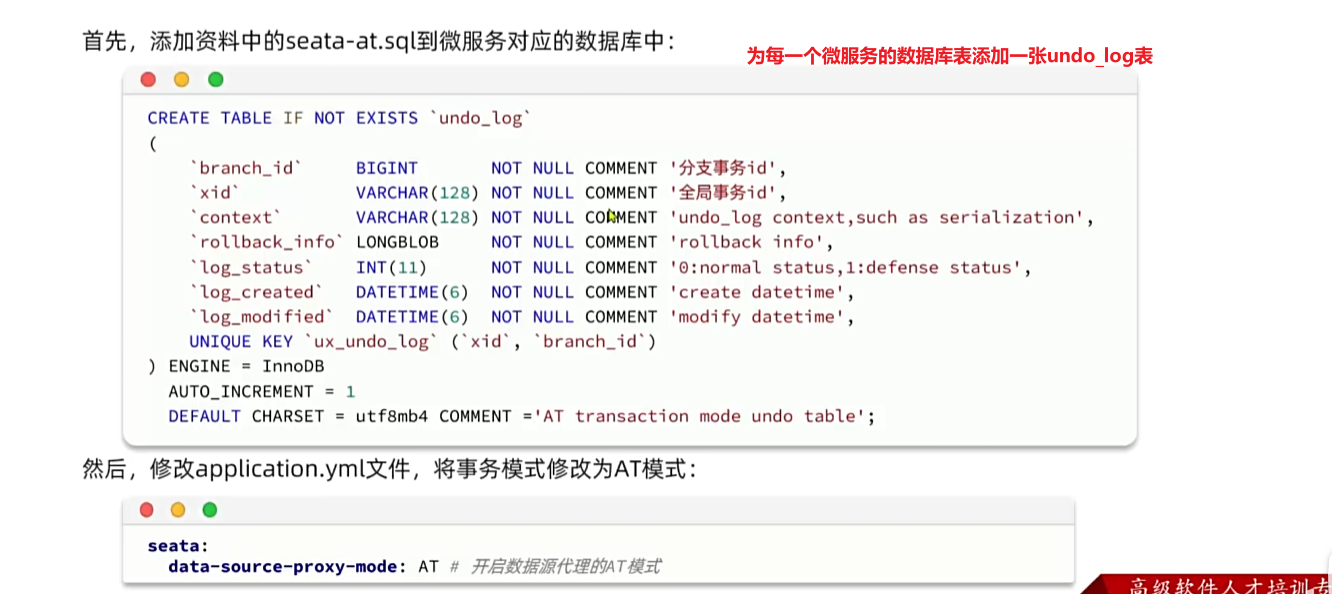 首先，添加资料中的seata-at.sql到微服务对应的数据库中：
为每一个微服务的数据库表添加一张undo_log表
CREATE TABLE IF NOT EXISTS `undo_log`
(
`branch_id` BIGINT NOT NULL COMMENT '分支事务id',
`xid` VARCHAR(128) NOT NULL COMMENT '全局事务id',
`context` VARCHAR(128) NOT NULL COMMENT 'undo_log context,such as serialization',
`rollback_info` LONGBLOB NOT NULL COMMENT 'rollback info',
`log_status` INT(11) NOT NULL COMMENT '0:normal status,1:defense status',
`log_created` DATETIME(6) NOT NULL COMMENT 'create datetime',
`log_modified` DATETIME(6) NOT NULL COMMENT 'modify datetime',
UNIQUE KEY `ux_undo_log` (`xid`, `branch_id`)
) ENGINE = InnoDB
AUTO_INCREMENT = 1
DEFAULT CHARSET = utf8mb4 COMMENT ='AT transaction mode undo table';
然后，修改application.yml文件，将事务模式修改为AT模式：
seata:
data-source-proxy-mode: AT # 开启数据源代理的AT模式
高级软件人才培训专